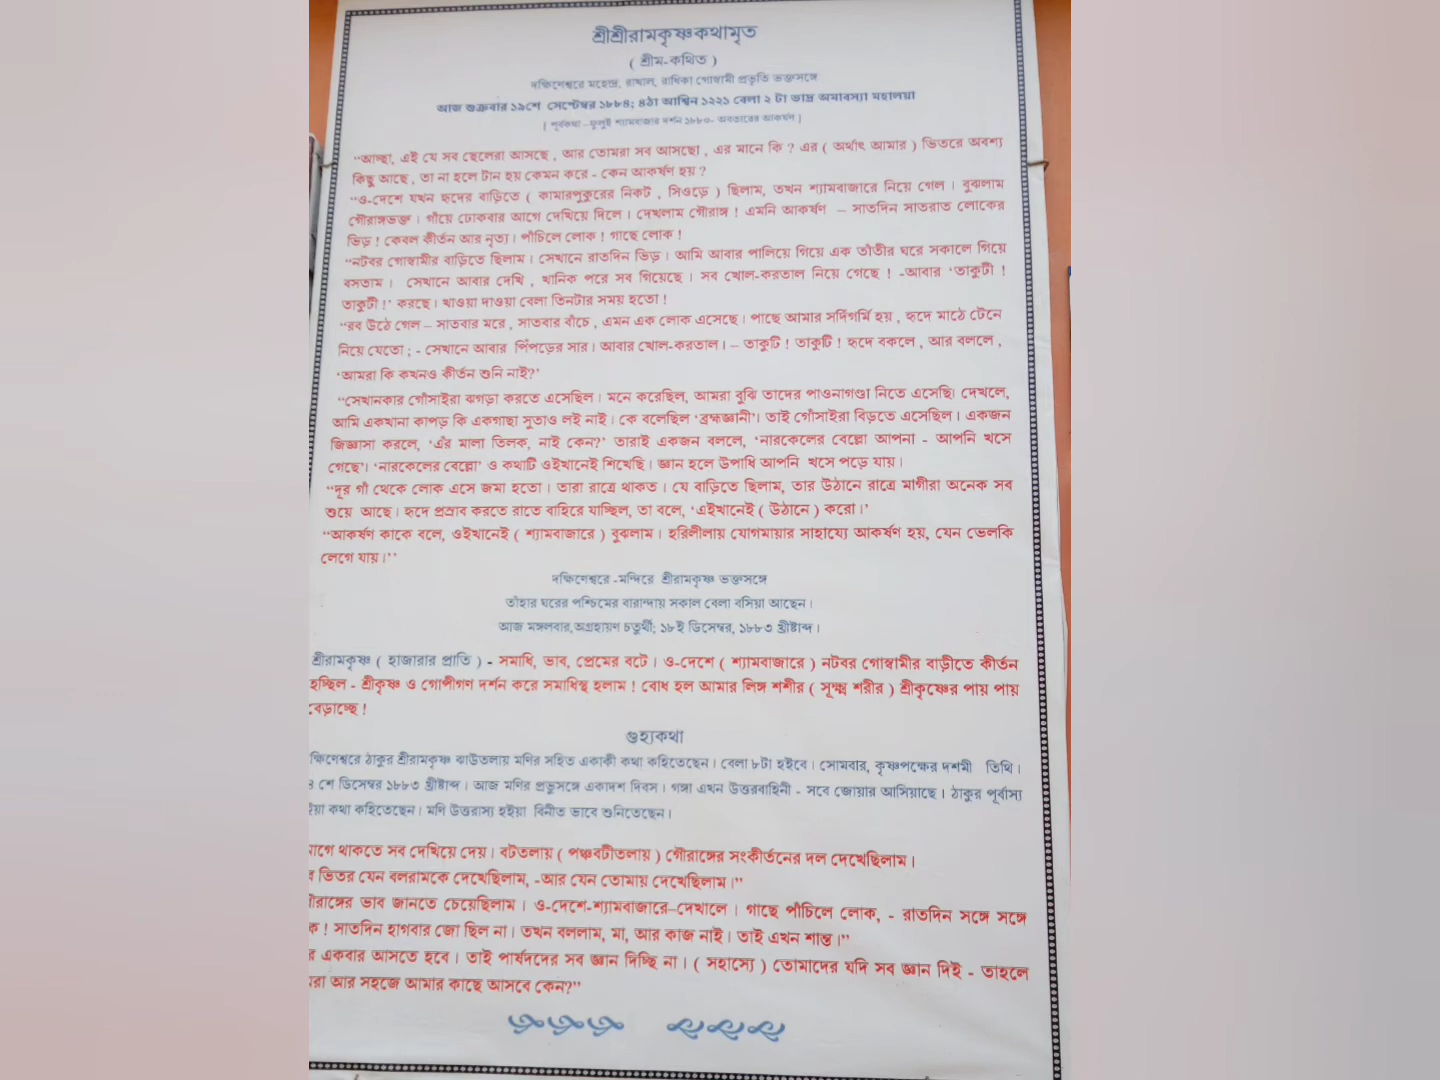 শ্রীশ্রীরামকৃষ্ণকথামৃত
( শ্রীম-কথিত )
দক্ষিণেশ্বরে মহেন্দ্র, রাখাল, রাধিকা গোস্বামী প্রভৃতি ভক্তসঙ্গে
আজ শুক্রবার ১৯শে সেপ্টেম্বর ১৮৮৪; ৪ঠা আশ্বিন ১২২১ বেলা ২ টা ভাদ্র অমাবস্যা মহালয়া
[ পূর্বকথা –ফুলুই শ্যামবাজার দর্শন ১৮৮০- অবতারের আকর্ষণ ]
“আচ্ছা, এই যে সব ছেলেরা আসছে , আর তোমরা সব আসছো , এর মানে কি ? এর ( অর্থাৎ আমার ) ভিতরে অবশ্য
কিছু আছে , তা না হলে টান হয় কেমন করে - কেন আকর্ষণ হয় ?
“ও-দেশে যখন হৃদের বাড়িতে ( কামারপুকুরের নিকট , সিওড়ে ) ছিলাম, তখন শ্যামবাজারে নিয়ে গেল । বুঝলাম
গৌরাঙ্গভক্ত । গাঁয়ে ঢোকবার আগে দেখিয়ে দিলে । দেখলাম গৌরাঙ্গ ! এমনি আকর্ষণ – সাতদিন সাতরাত লোকের
ভিড় ! কেবল কীর্তন আর নৃত্য । পাঁচিলে লোক ! গাছে লোক !
“নটবর গোস্বামীর বাড়িতে ছিলাম । সেখানে রাতদিন ভিড় । আমি আবার পালিয়ে গিয়ে এক তাঁতীর ঘরে সকালে গিয়ে
বসতাম । সেখানে আবার দেখি , খানিক পরে সব গিয়েছে । সব খোল-করতাল নিয়ে গেছে ! -আবার ‘তাকুটী !
তাকুটী !’ করছে । খাওয়া দাওয়া বেলা তিনটার সময় হতো !
“রব উঠে গেল – সাতবার মরে , সাতবার বাঁচে , এমন এক লোক এসেছে । পাছে আমার সর্দিগর্মি হয় , হৃদে মাঠে টেনে
নিয়ে যেতো ; - সেখানে আবার পিঁপড়ের সার । আবার খোল-করতাল । – তাকুটি ! তাকুটি ! হৃদে বকলে , আর বললে ,
‘আমরা কি কখনও কীর্তন শুনি নাই?’
“সেখানকার গোঁসাইরা ঝগড়া করতে এসেছিল । মনে করেছিল, আমরা বুঝি তাদের পাওনাগণ্ডা নিতে এসেছি। দেখলে,
আমি একখানা কাপড় কি একগাছা সুতাও লই নাই । কে বলেছিল ‘ব্রহ্মজ্ঞানী’। তাই গোঁসাইরা বিড়তে এসেছিল । একজন
জিজ্ঞাসা করলে, ‘এঁর মালা তিলক, নাই কেন?’ তারাই একজন বললে, ‘নারকেলের বেল্লো আপনা - আপনি খসে
গেছে’। ‘নারকেলের বেল্লো’ ও কথাটি ওইখানেই শিখেছি । জ্ঞান হলে উপাধি আপনি খসে পড়ে যায় ।
“দূর গাঁ থেকে লোক এসে জমা হতো । তারা রাত্রে থাকত । যে বাড়িতে ছিলাম, তার উঠানে রাত্রে মাগীরা অনেক সব
শুয়ে আছে । হৃদে প্রস্রাব করতে রাতে বাহিরে যাচ্ছিল, তা বলে, ‘এইখানেই ( উঠানে ) করো ।’
“আকর্ষণ কাকে বলে, ওইখানেই ( শ্যামবাজারে ) বুঝলাম । হরিলীলায় যোগমায়ার সাহায্যে আকর্ষণ হয়, যেন ভেলকি
লেগে যায় ।’’
দক্ষিণেশ্বরে -মন্দিরে শ্রীরামকৃষ্ণ ভক্তসঙ্গে
তাঁহার ঘরের পশ্চিমের বারান্দায় সকাল বেলা বসিয়া আছেন ।
আজ মঙ্গলবার,অগ্রহায়ণ চতুর্থী; ১৮ই ডিসেম্বর, ১৮৮৩ খ্রীষ্টাব্দ ।
শ্রীরামকৃষ্ণ ( হাজারার প্রতি ) - সমাধি, ভাব, প্রেমের বটে । ও-দেশে ( শ্যামবাজারে ) নটবর গোস্বামীর বাড়ীতে কীর্তন
হচ্ছিল - শ্রীকৃষ্ণ ও গোপীগণ দর্শন করে সমাধিস্থ হলাম ! বোধ হল আমার লিঙ্গ শশীর ( সূক্ষ্ম শরীর ) শ্রীকৃষ্ণের পায় পায়
বেড়াচ্ছে !
গুহ্যকথা
ক্ষিণেশ্বরে ঠাকুর শ্রীরামকৃষ্ণ ঝাউতলায় মণির সহিত একাকী কথা কহিতেছেন । বেলা ৮টা হইবে । সোমবার, কৃষ্ণপক্ষের দশমী তিথি ।
শে ডিসেম্বর ১৮৮৩ খ্রীষ্টাব্দ । আজ মণির প্রভুসঙ্গে একাদশ দিবস । গঙ্গা এখন উত্তরবাহিনী - সবে জোয়ার আসিয়াছে । ঠাকুর পূর্বাস্য
ইয়া কথা কহিতেছেন । মণি উত্তরাস্য হইয়া বিনীত ভাবে শুনিতেছেন ।
াগে থাকতে সব দেখিয়ে দেয় । বটতলায় ( পঞ্চবটীতলায় ) গৌরাঙ্গের সংকীর্তনের দল দেখেছিলাম ।
র ভিতর যেন বলরামকে দেখেছিলাম, -আর যেন তোমায় দেখেছিলাম ।”
ৌরাঙ্গের ভাব জানতে চেয়েছিলাম । ও-দেশে-শ্যামবাজারে–দেখালে । গাছে পাঁচিলে লোক, - রাতদিন সঙ্গে সঙ্গে
ক ! সাতদিন হাগবার জো ছিল না । তখন বললাম, মা, আর কাজ নাই । তাই এখন শান্ত ।”
র একবার আসতে হবে । তাই পার্ষদদের সব জ্ঞান দিচ্ছি না । ( সহাস্যে ) তোমাদের যদি সব জ্ঞান দিই - তাহলে
মরা আর সহজে আমার কাছে আসবে কেন?”